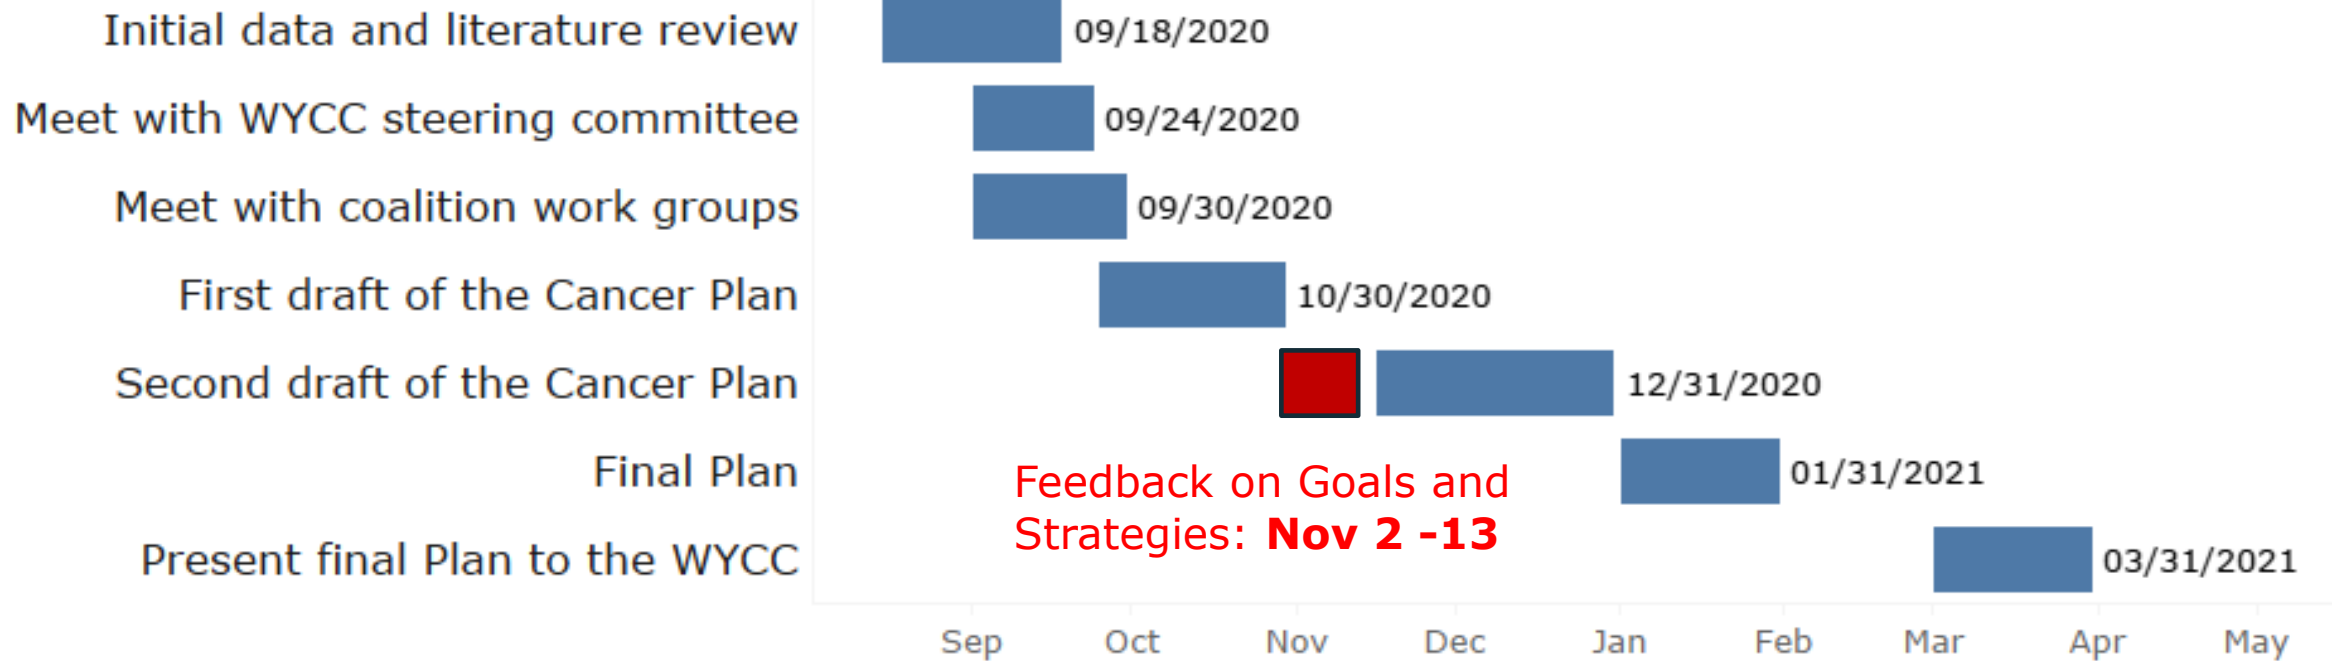 Initial data and literature review 09/18/2020
Meet with WYCC steering committee 09/24/2020
Meet with coalition work groups 09/30/2020
First draft of the Cancer Plan 10/30/2020
Second draft of the Cancer Plan 12/31/2020
Final Plan 01/31/2021
Feedback on Goals and
Strategies: Nov 2 -13
Present final Plan to the WYCC 03/31/2021
Sep Oct Nov Dec Jan Feb Mar Apr May